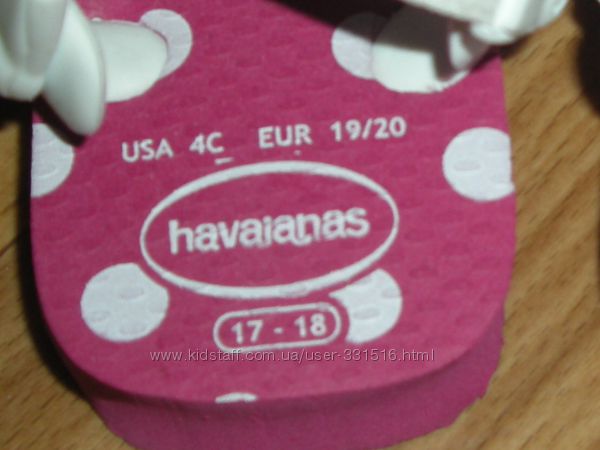 USA 4C EUR 19/20
havaianas
17 - 18
www.kidstaff.com.ua/user-331516.html